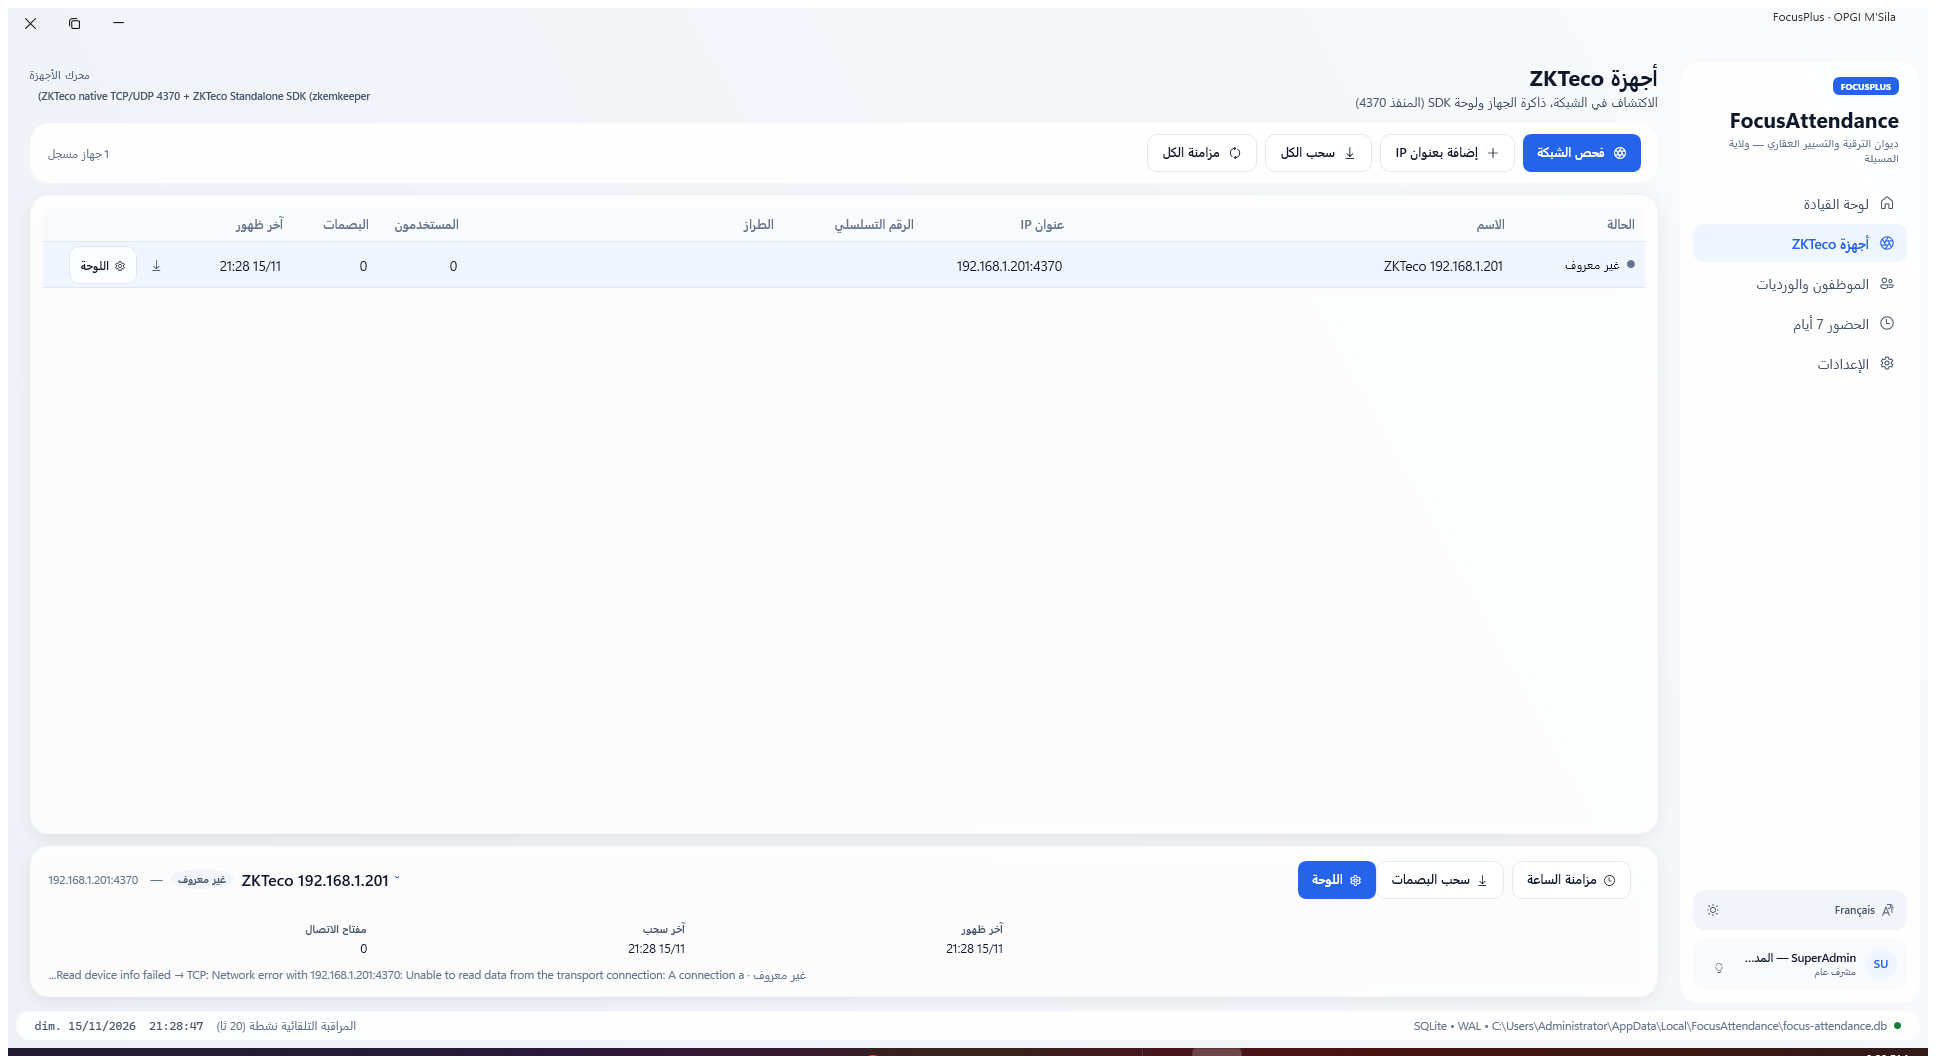 FocusPlus · OPGI M'Sila
FOCUSPLUS
FocusAttendance
ديوان الترقية والتسيير العقاري — ولاية
المسيلة
لوحة القيادة
أجهزة ZKTeco
الموظفون والورديات
الحضور 7 أيام
الإعدادات
Français
SU
SuperAdmin — المد...
مشرف عام
أجهزة ZKTeco
الاكتشاف في الشبكة، ذاكرة الجهاز ولوحة SDK (المنفذ 4370)
محرك الأجهزة
(ZKTeco native TCP/UDP 4370 + ZKTeco Standalone SDK (zkemkeeper
فحص الشبكة
إضافة بعنوان IP
سحب الكل
مزامنة الكل
1 جهاز مسجل
الحالة الاسم عنوان IP الرقم التسلسلي الطراز المستخدمون البصمات آخر ظهور
غير معروف ZKTeco 192.168.1.201 192.168.1.201:4370 0 0 15/11 21:28 اللوحة
مزامنة الساعة
سحب البصمات
اللوحة
ZKTeco 192.168.1.201 غير معروف — 192.168.1.201:4370
آخر ظهور آخر سحب مفتاح الاتصال
15/11 21:28 15/11 21:28 0
غير معروف · Read device info failed → TCP: Network error with 192.168.1.201:4370: Unable to read data from the transport connection: A connection a...
SQLite • WAL • C:\Users\Administrator\AppData\Local\FocusAttendance\focus-attendance.db
المراقبة التلقائية نشطة (20 ثا)
dim. 15/11/2026 21:28:47